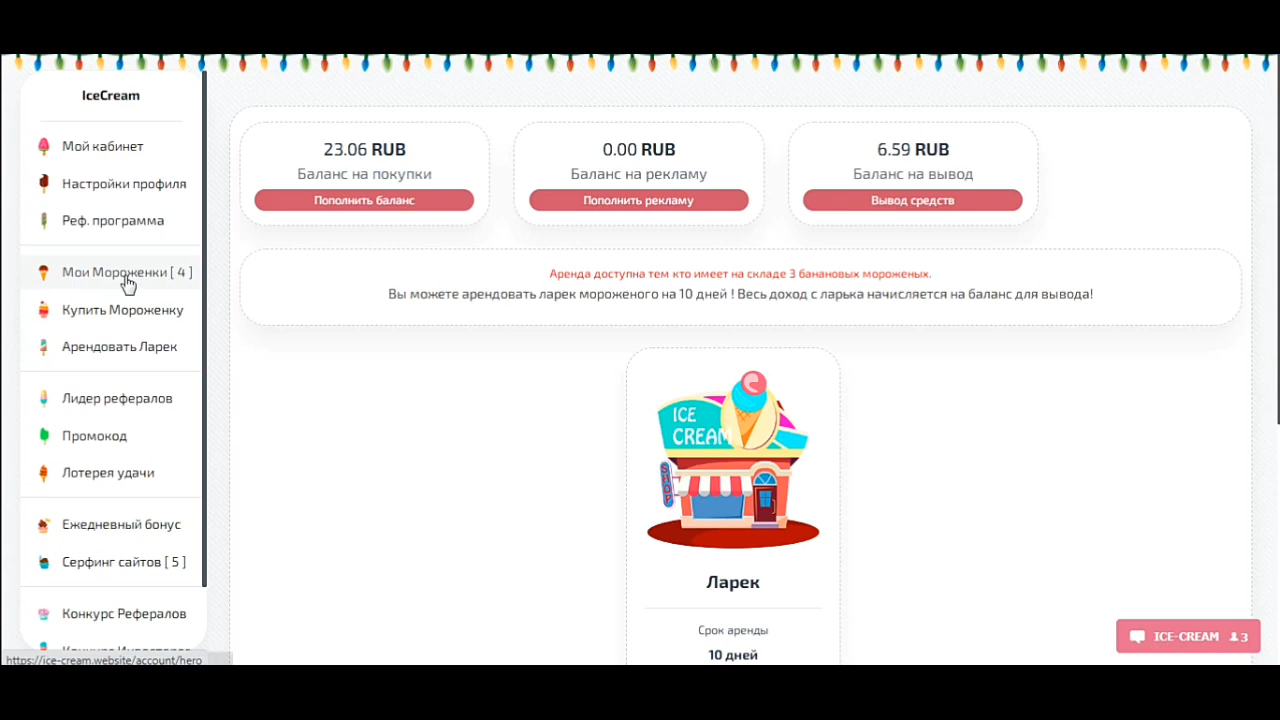 IceCream
Мой кабинет
Настройки профиля
Реф. программа
Мои Мороженки [ 4 ]
Купить Мороженку
Арендовать Ларек
Лидер рефералов
Промокод
Лотерея удачи
Ежедневный бонус
Серфинг сайтов [ 5 ]
Конкурс Рефералов
https://ice-cream.website/account/hero
23.06 RUB
Баланс на покупки
Пополнить баланс
0.00 RUB
Баланс на рекламу
Пополнить рекламу
6.59 RUB
Баланс на вывод
Вывод средств
Аренда доступна тем кто имеет на складе 3 банановых мороженых.
Вы можете арендовать ларек мороженого на 10 дней ! Весь доход с ларька начисляется на баланс для вывода!
ICE
CREAM
SHOP
Ларек
Срок аренды
10 дней
ICE-CREAM 3